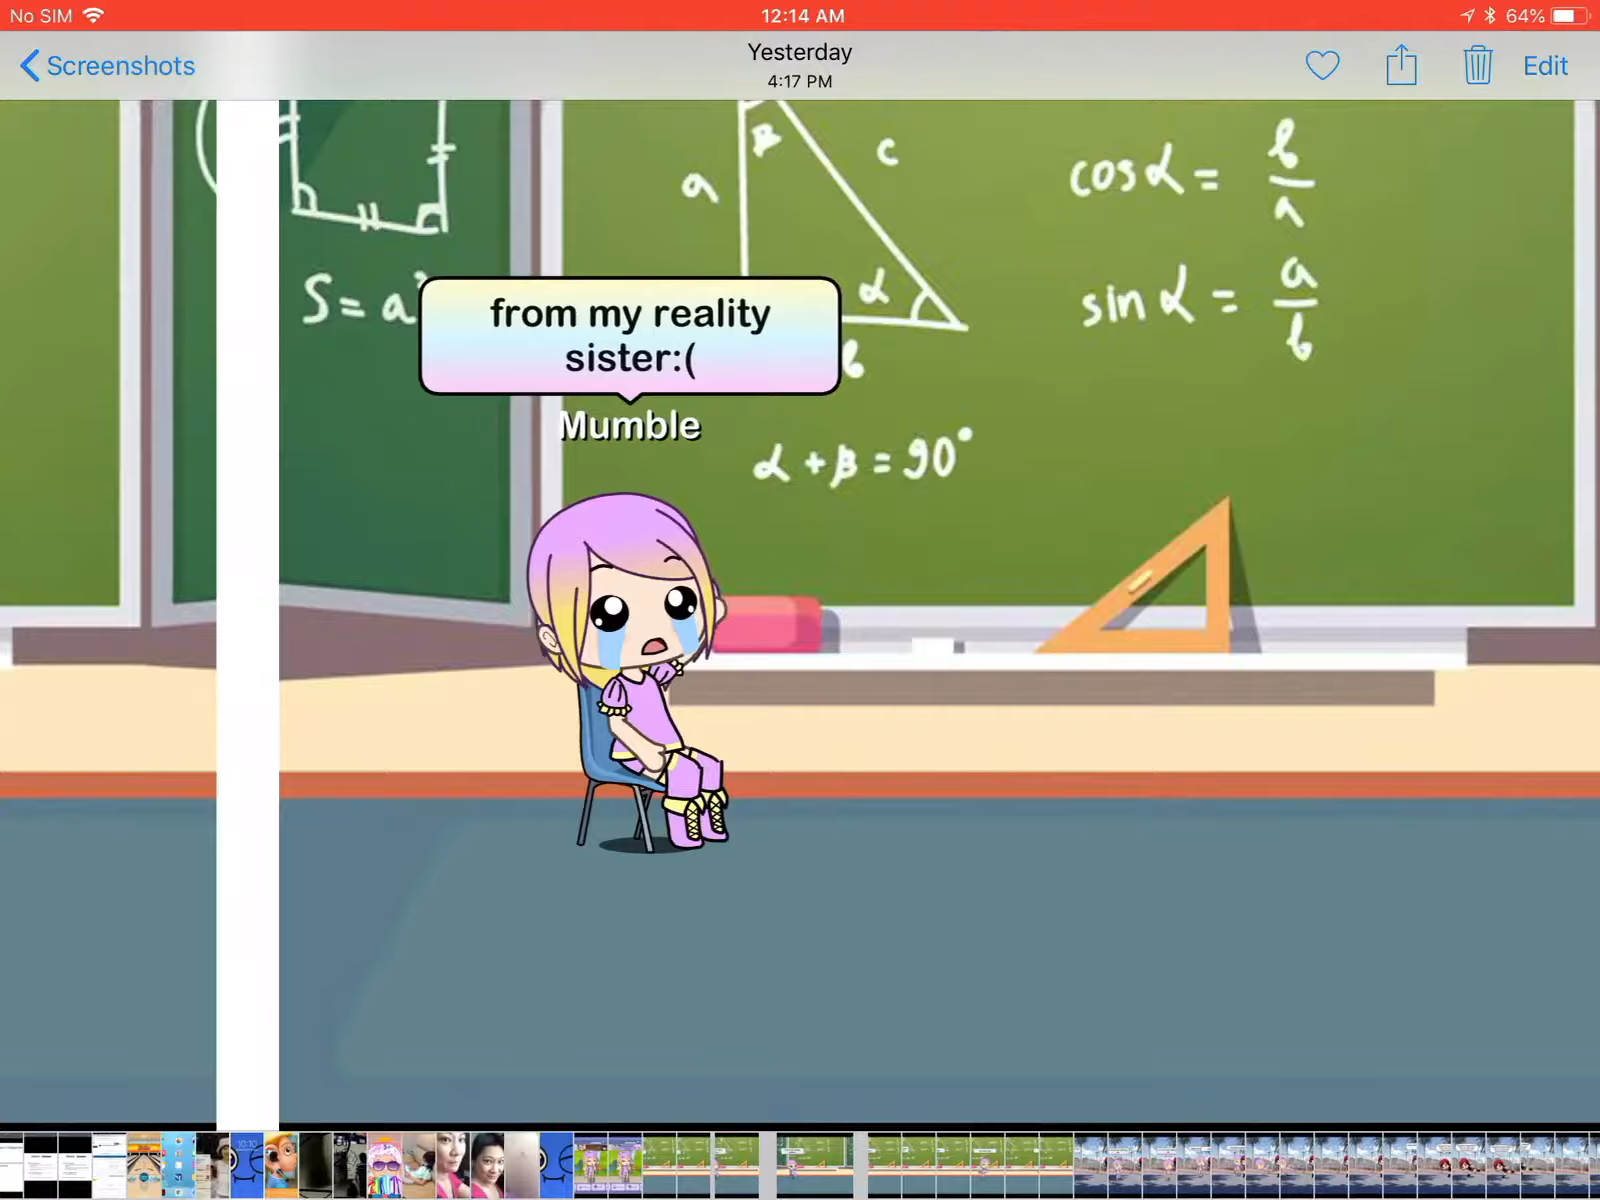 No SIM 12:14 AM 64%
Screenshots Yesterday Edit
4:17 PM
β c cos α = b/a
a
S = a² α sin α = a/b
from my reality
sister:(
b
Mumble
α + β = 90°